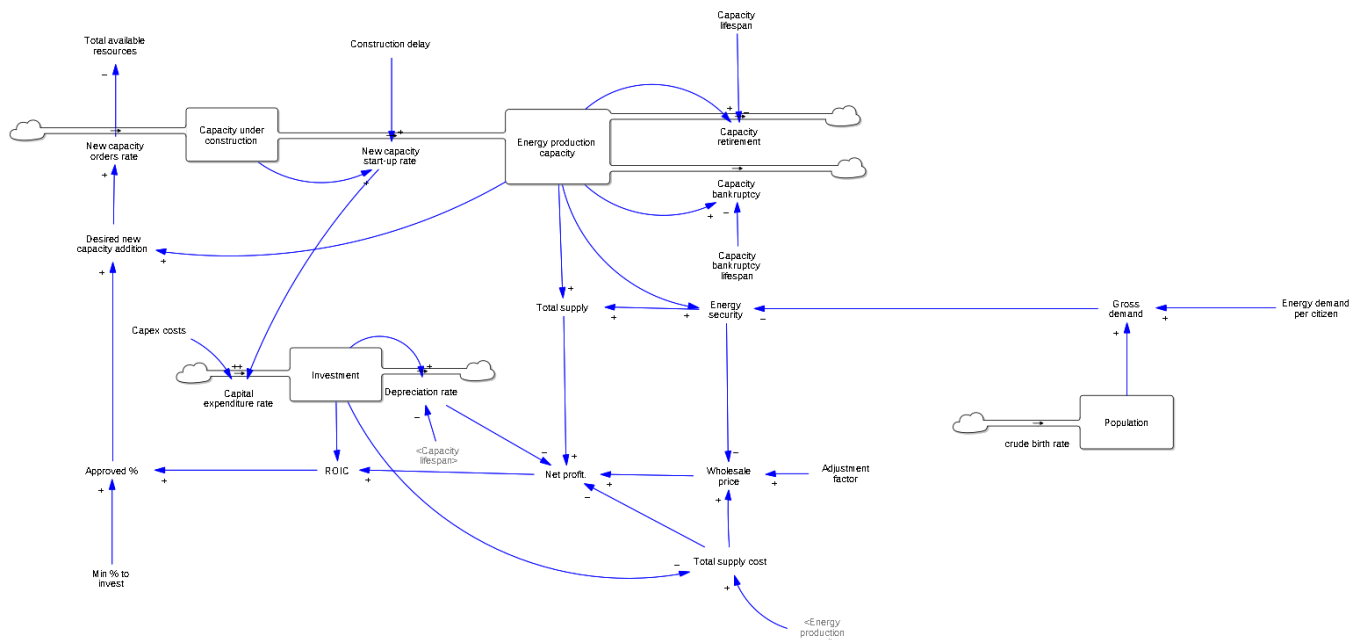 Capacity
lifespan
Total available
resources
Construction delay
Capacity under
construction
Energy production
capacity
Capacity
retirement
New capacity
orders rate
New capacity
start-up rate
Capacity
bankruptcy
Desired new
capacity addition
Capacity
bankruptcy
lifespan
Total supply
Energy
security
Gross
demand
Energy demand
per citizen
Capex costs
Investment
Capital
expenditure rate
Depreciation rate
Population
crude birth rate
<Capacity
lifespan>
Approved %
ROIC
Net profit.
Wholesale
price
Adjustment
factor
Min % to
invest
Total supply cost
<Energy
production